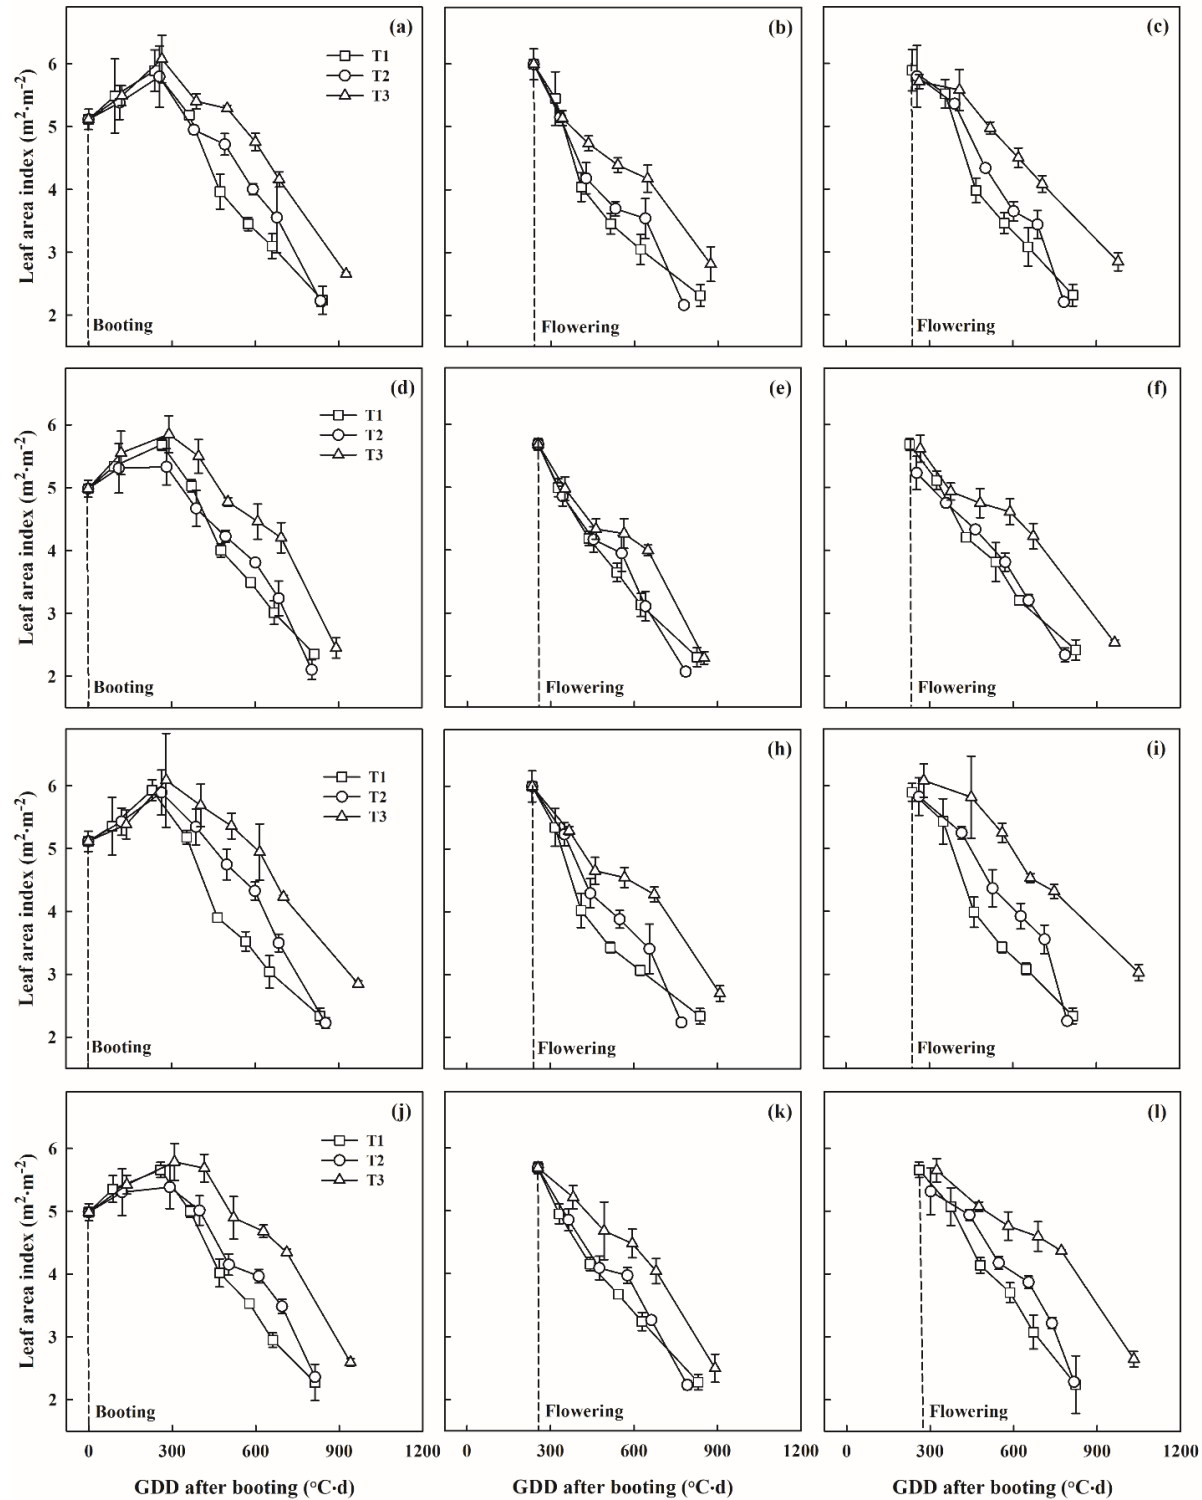 (a)
(b)
(c)
T1
T2
T3
6
5
4
3
2
Leaf area index (m²·m⁻²)
Booting
Flowering
Flowering
(d)
(e)
(f)
T1
T2
T3
6
5
4
3
2
Leaf area index (m²·m⁻²)
Booting
Flowering
Flowering
(h)
(i)
T1
T2
T3
6
5
4
3
2
Leaf area index (m²·m⁻²)
Booting
Flowering
Flowering
(j)
(k)
(l)
T1
T2
T3
6
5
4
3
2
Leaf area index (m²·m⁻²)
Booting
Flowering
Flowering
0 300 600 900 1200
0 300 600 900 1200
0 300 600 900 1200
GDD after booting (°C·d)
GDD after booting (°C·d)
GDD after booting (°C·d)